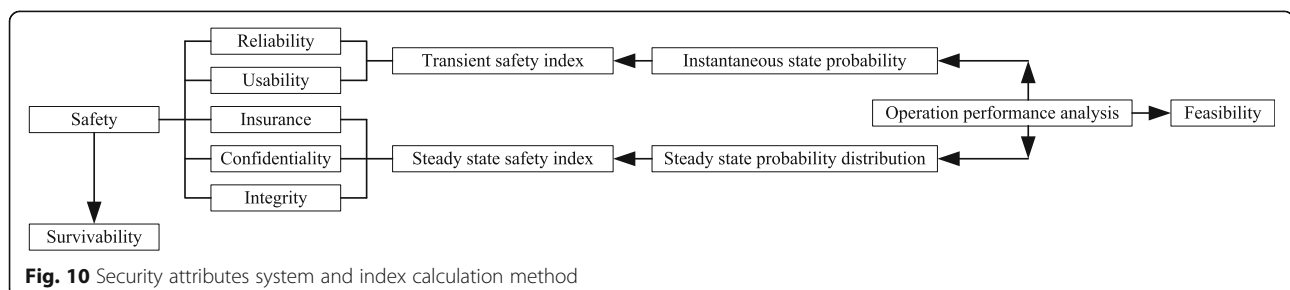 Reliability
Transient safety index
Instantaneous state probability
Usability
Operation performance analysis
Feasibility
Safety
Insurance
Confidentiality
Steady state safety index
Steady state probability distribution
Integrity
Survivability
Fig. 10 Security attributes system and index calculation method